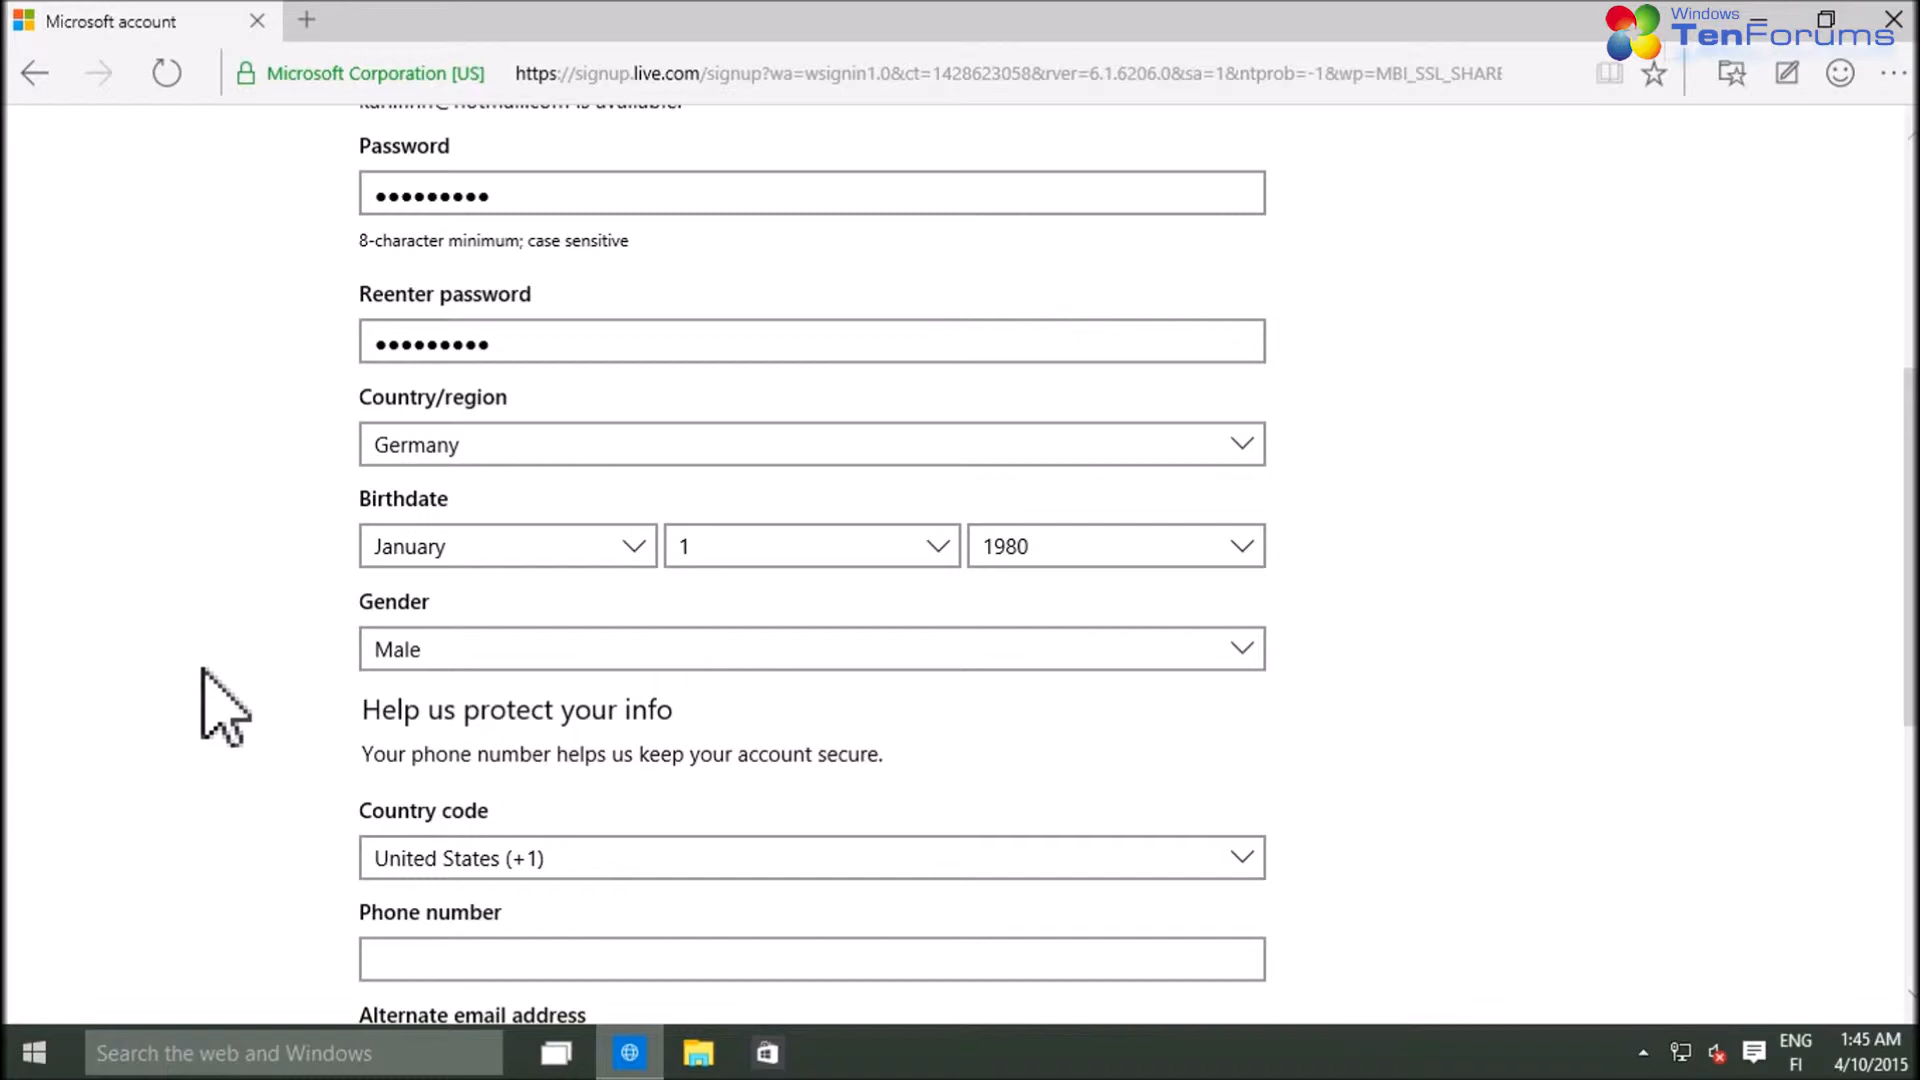 Microsoft account
Windows
TenForums
Microsoft Corporation [US] https://signup.live.com/signup?wa=wsignin1.0&ct=1428623058&rver=6.1.6206.0&sa=1&ntprob=-1&wp=MBI_SSL_SHARE
is available.
Password
•••••••••
8-character minimum; case sensitive
Reenter password
•••••••••
Country/region
Germany
Birthdate
January 1 1980
Gender
Male
Help us protect your info
Your phone number helps us keep your account secure.
Country code
United States (+1)
Phone number
Alternate email address
Search the web and Windows
ENG 1:45 AM
FI 4/10/2015